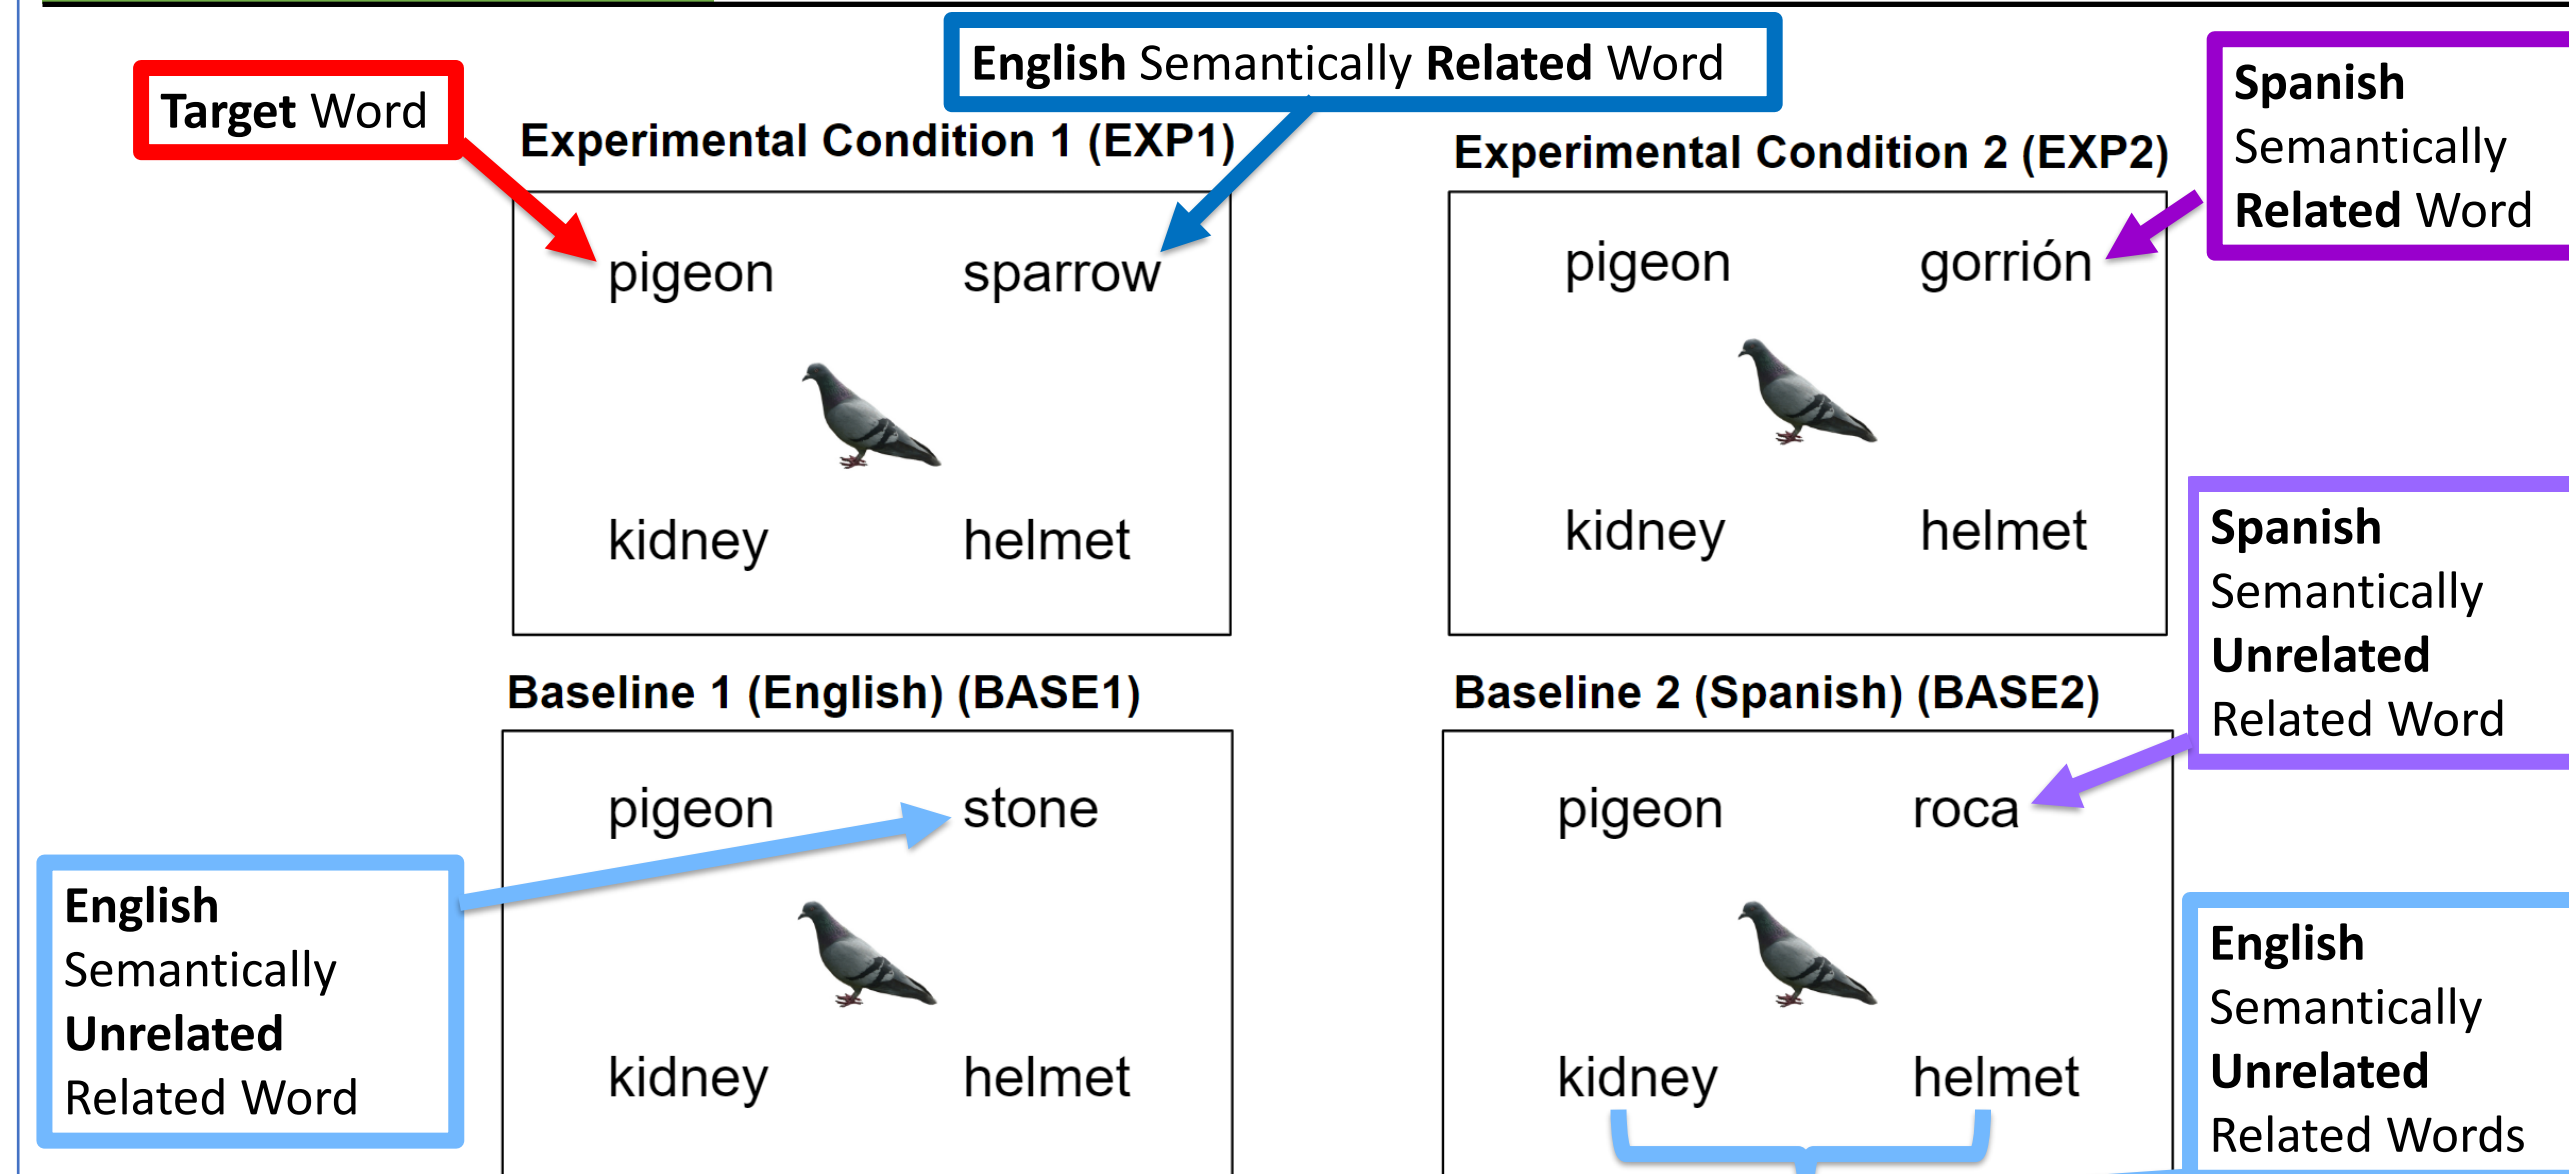 English Semantically Related Word
Target Word
Spanish
Semantically
Related Word
Experimental Condition 1 (EXP1)
pigeon sparrow
kidney helmet
Experimental Condition 2 (EXP2)
pigeon gorrión
kidney helmet
Spanish
Semantically
Unrelated
Related Word
Baseline 1 (English) (BASE1)
pigeon stone
kidney helmet
English
Semantically
Unrelated
Related Word
Baseline 2 (Spanish) (BASE2)
pigeon roca
kidney helmet
English
Semantically
Unrelated
Related Words